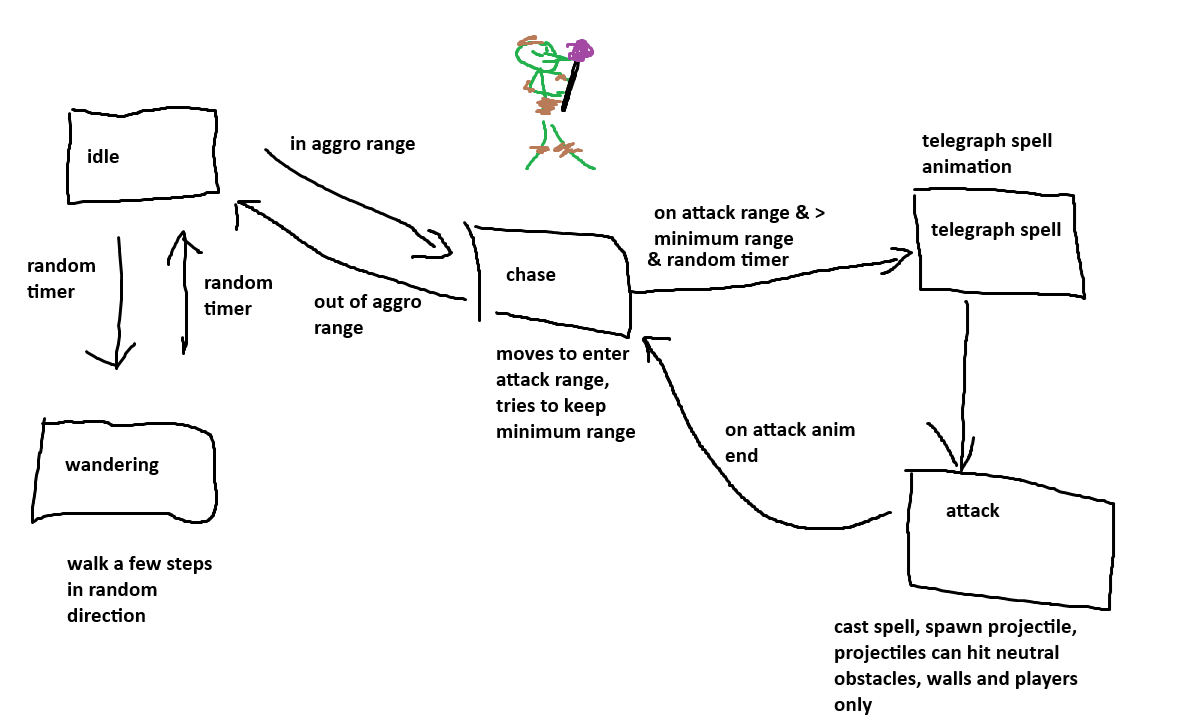 idle
in aggro range
out of aggro
range
random
timer
random
timer
wandering
walk a few steps
in random
direction
chase
moves to enter
attack range,
tries to keep
minimum range
on attack range & >
minimum range
& random timer
telegraph spell
animation
telegraph spell
on attack anim
end
attack
cast spell, spawn projectile,
projectiles can hit neutral
obstacles, walls and players
only